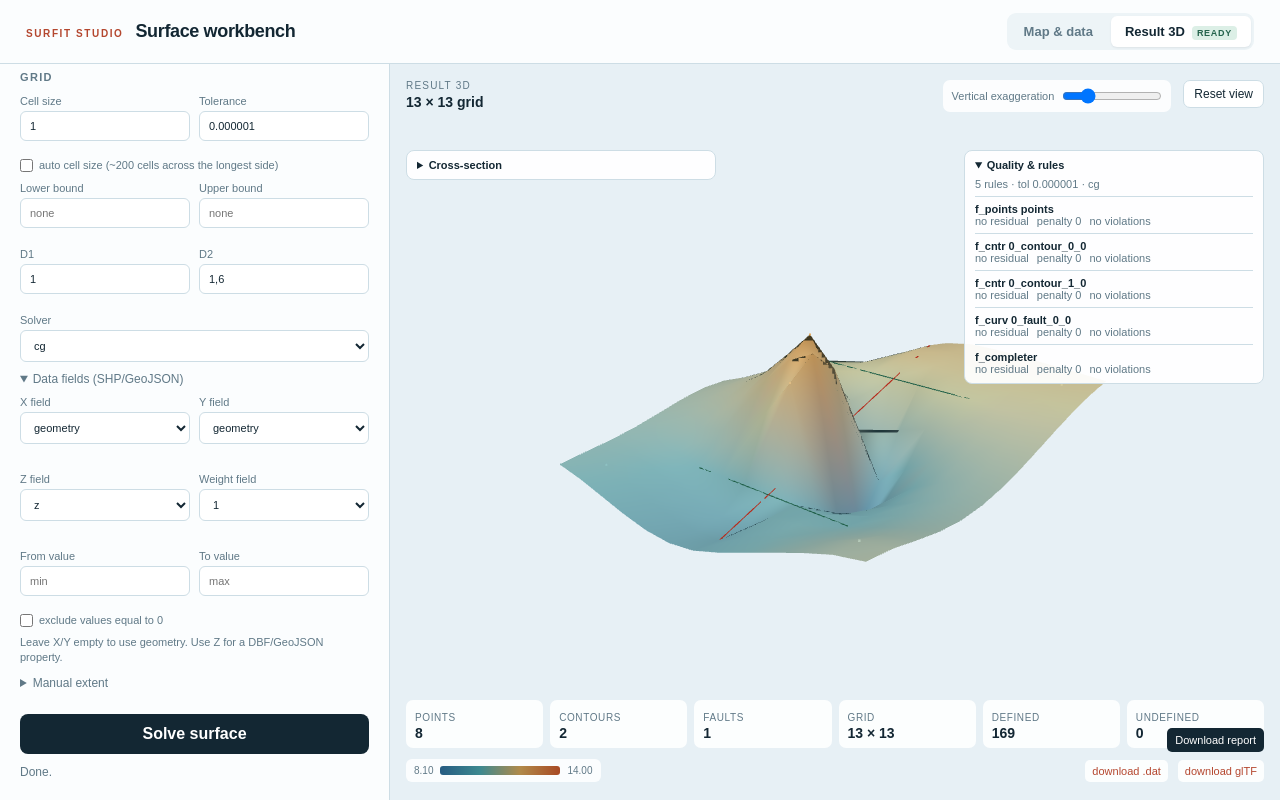 SURFIT STUDIO Surface workbench
Map & data Result 3D READY
GRID
Cell size Tolerance
1 0.000001
auto cell size (~200 cells across the longest side)
Lower bound Upper bound
none none
D1 D2
1 1,6
Solver
cg
Data fields (SHP/GeoJSON)
X field Y field
geometry geometry
Z field Weight field
z 1
From value To value
min max
exclude values equal to 0
Leave X/Y empty to use geometry. Use Z for a DBF/GeoJSON
property.
Manual extent
Solve surface
Done.
RESULT 3D
13 × 13 grid
Vertical exaggeration
Reset view
Cross-section
Quality & rules
5 rules · tol 0.000001 · cg
f_points points
no residual penalty 0 no violations
f_cntr 0_contour_0_0
no residual penalty 0 no violations
f_cntr 0_contour_1_0
no residual penalty 0 no violations
f_curv 0_fault_0_0
no residual penalty 0 no violations
f_completer
no residual penalty 0 no violations
POINTS CONTOURS FAULTS GRID DEFINED UNDEFINED
8 2 1 13 × 13 169 0
Download report
8.10 14.00
download .dat download glTF